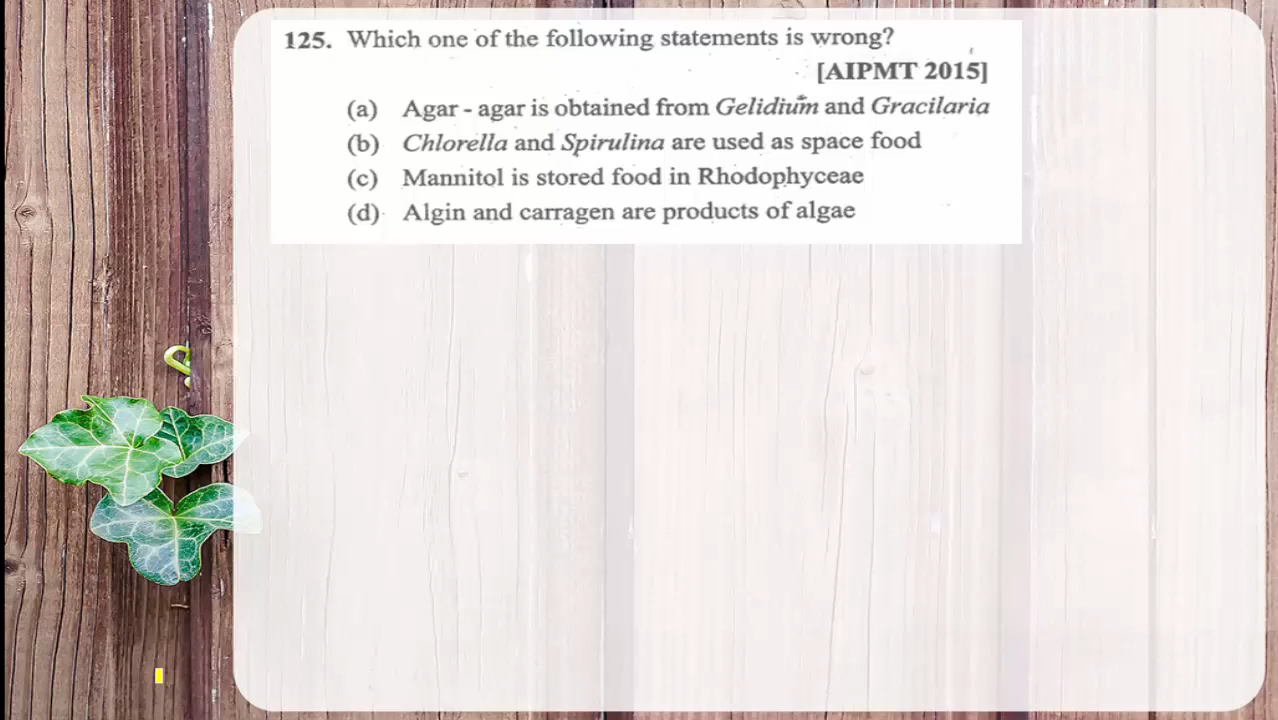 125. Which one of the following statements is wrong?
[AIPMT 2015]
(a) Agar - agar is obtained from Gelidium and Gracilaria
(b) Chlorella and Spirulina are used as space food
(c) Mannitol is stored food in Rhodophyceae
(d) Algin and carragen are products of algae